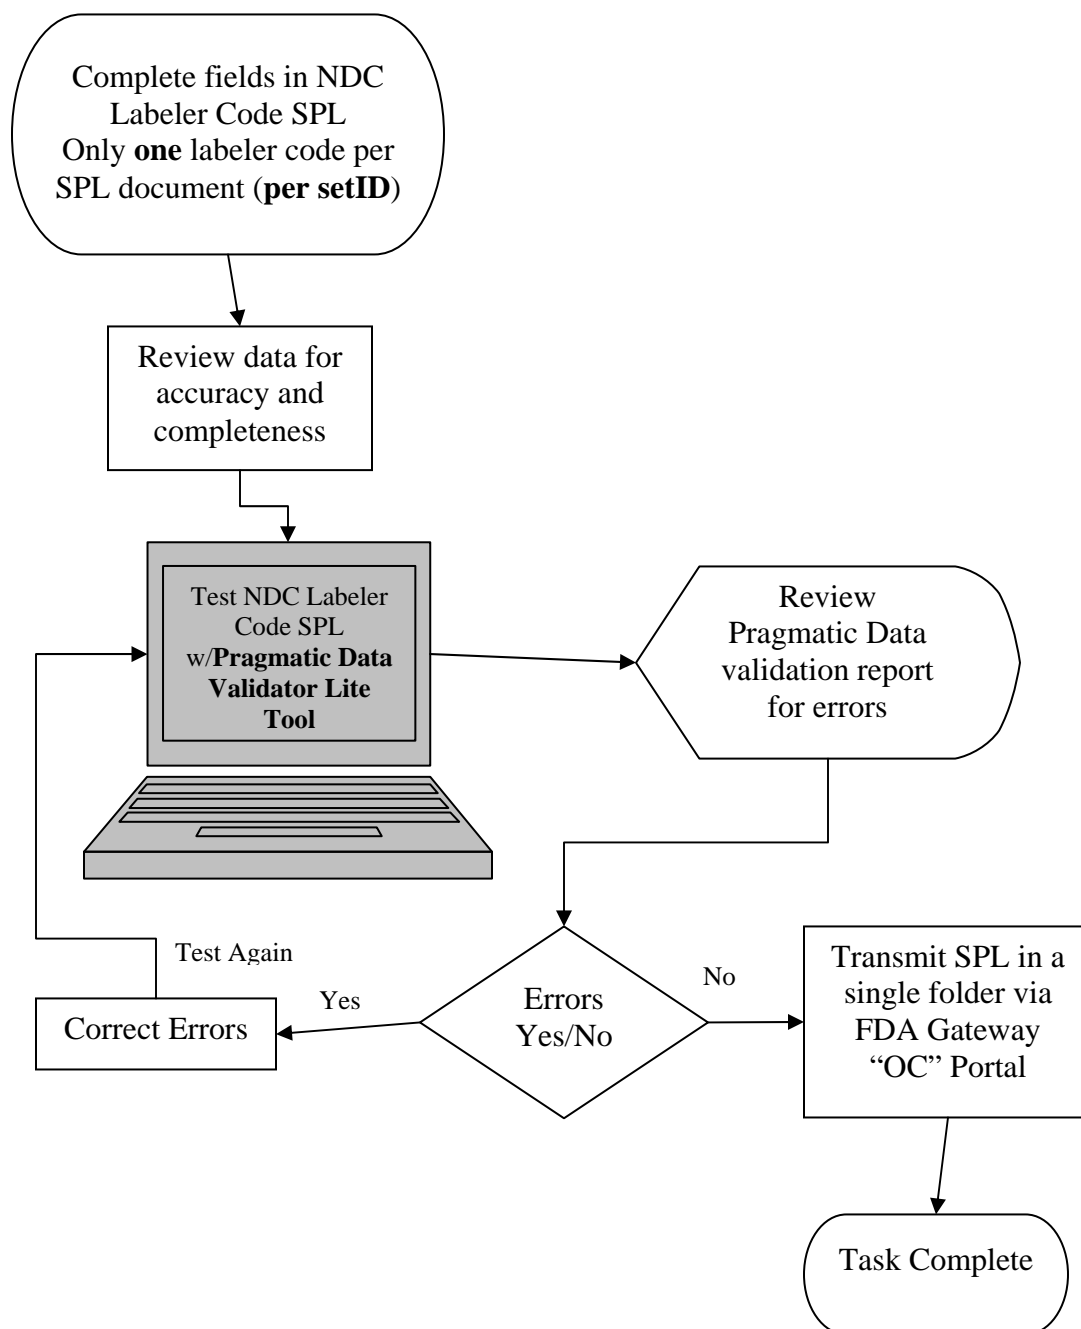 Complete fields in NDC
Labeler Code SPL
Only one labeler code per
SPL document (per setID)
Review data for
accuracy and
completeness
Test NDC Labeler
Code SPL
w/Pragmatic Data
Validator Lite
Tool
Review
Pragmatic Data
validation report
for errors
Errors
Yes/No
Yes
No
Correct Errors
Test Again
Transmit SPL in a
single folder via
FDA Gateway
“OC” Portal
Task Complete